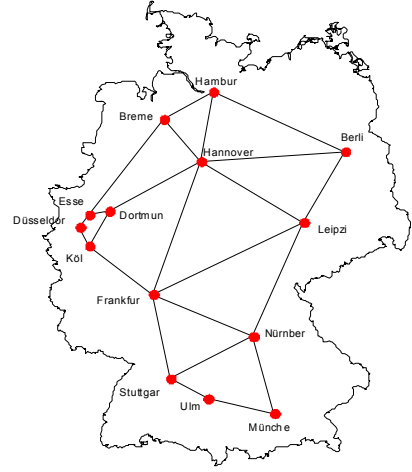 Hambur
Breme
Berli
Hannover
Esse
Dortmun
Düsseldor
Leipzi
Köl
Frankfur
Nürnber
Stuttgar
Ulm
Münche